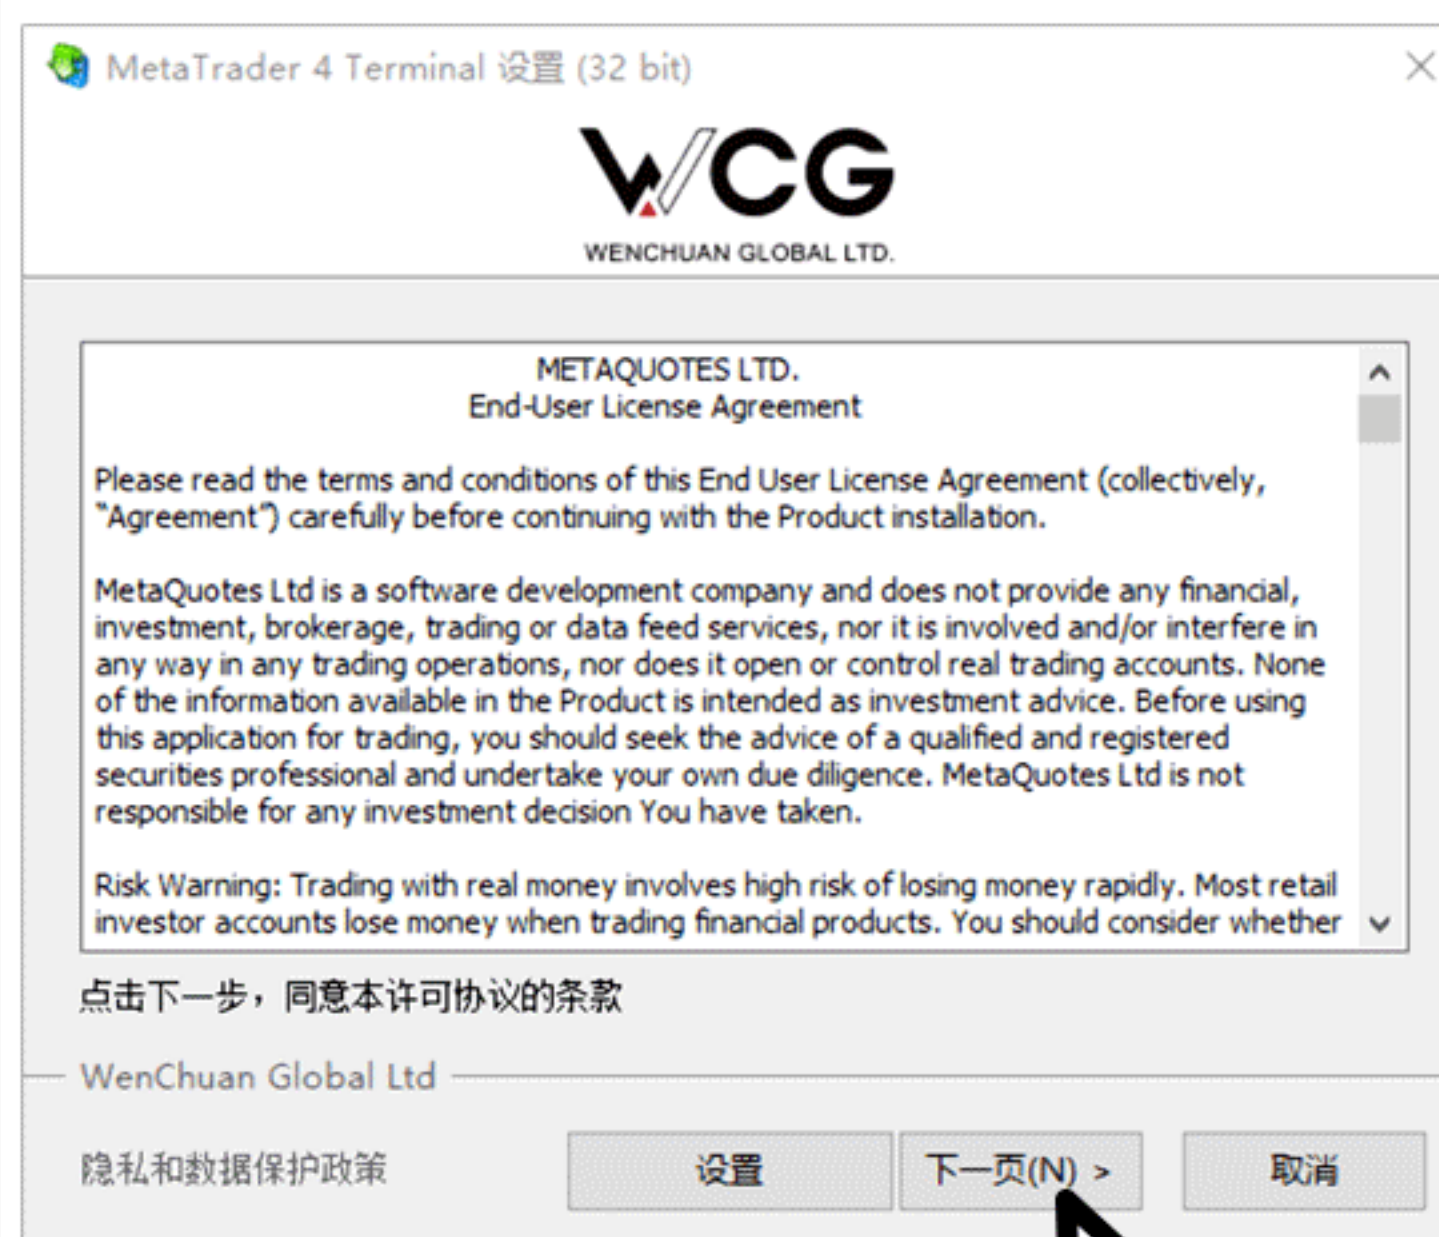 MetaTrader 4 Terminal 设置 (32 bit)
WCG
WENCHUAN GLOBAL LTD.
METAQUOTES LTD.
End-User License Agreement
Please read the terms and conditions of this End User License Agreement (collectively,
“Agreement”) carefully before continuing with the Product installation.
MetaQuotes Ltd is a software development company and does not provide any financial,
investment, brokerage, trading or data feed services, nor it is involved and/or interfere in
any way in any trading operations, nor does it open or control real trading accounts. None
of the information available in the Product is intended as investment advice. Before using
this application for trading, you should seek the advice of a qualified and registered
securities professional and undertake your own due diligence. MetaQuotes Ltd is not
responsible for any investment decision You have taken.
Risk Warning: Trading with real money involves high risk of losing money rapidly. Most retail
investor accounts lose money when trading financial products. You should consider whether
点击下一步，同意本许可协议的条款
WenChuan Global Ltd
隐私和数据保护政策
设置
下一页(N) >
取消